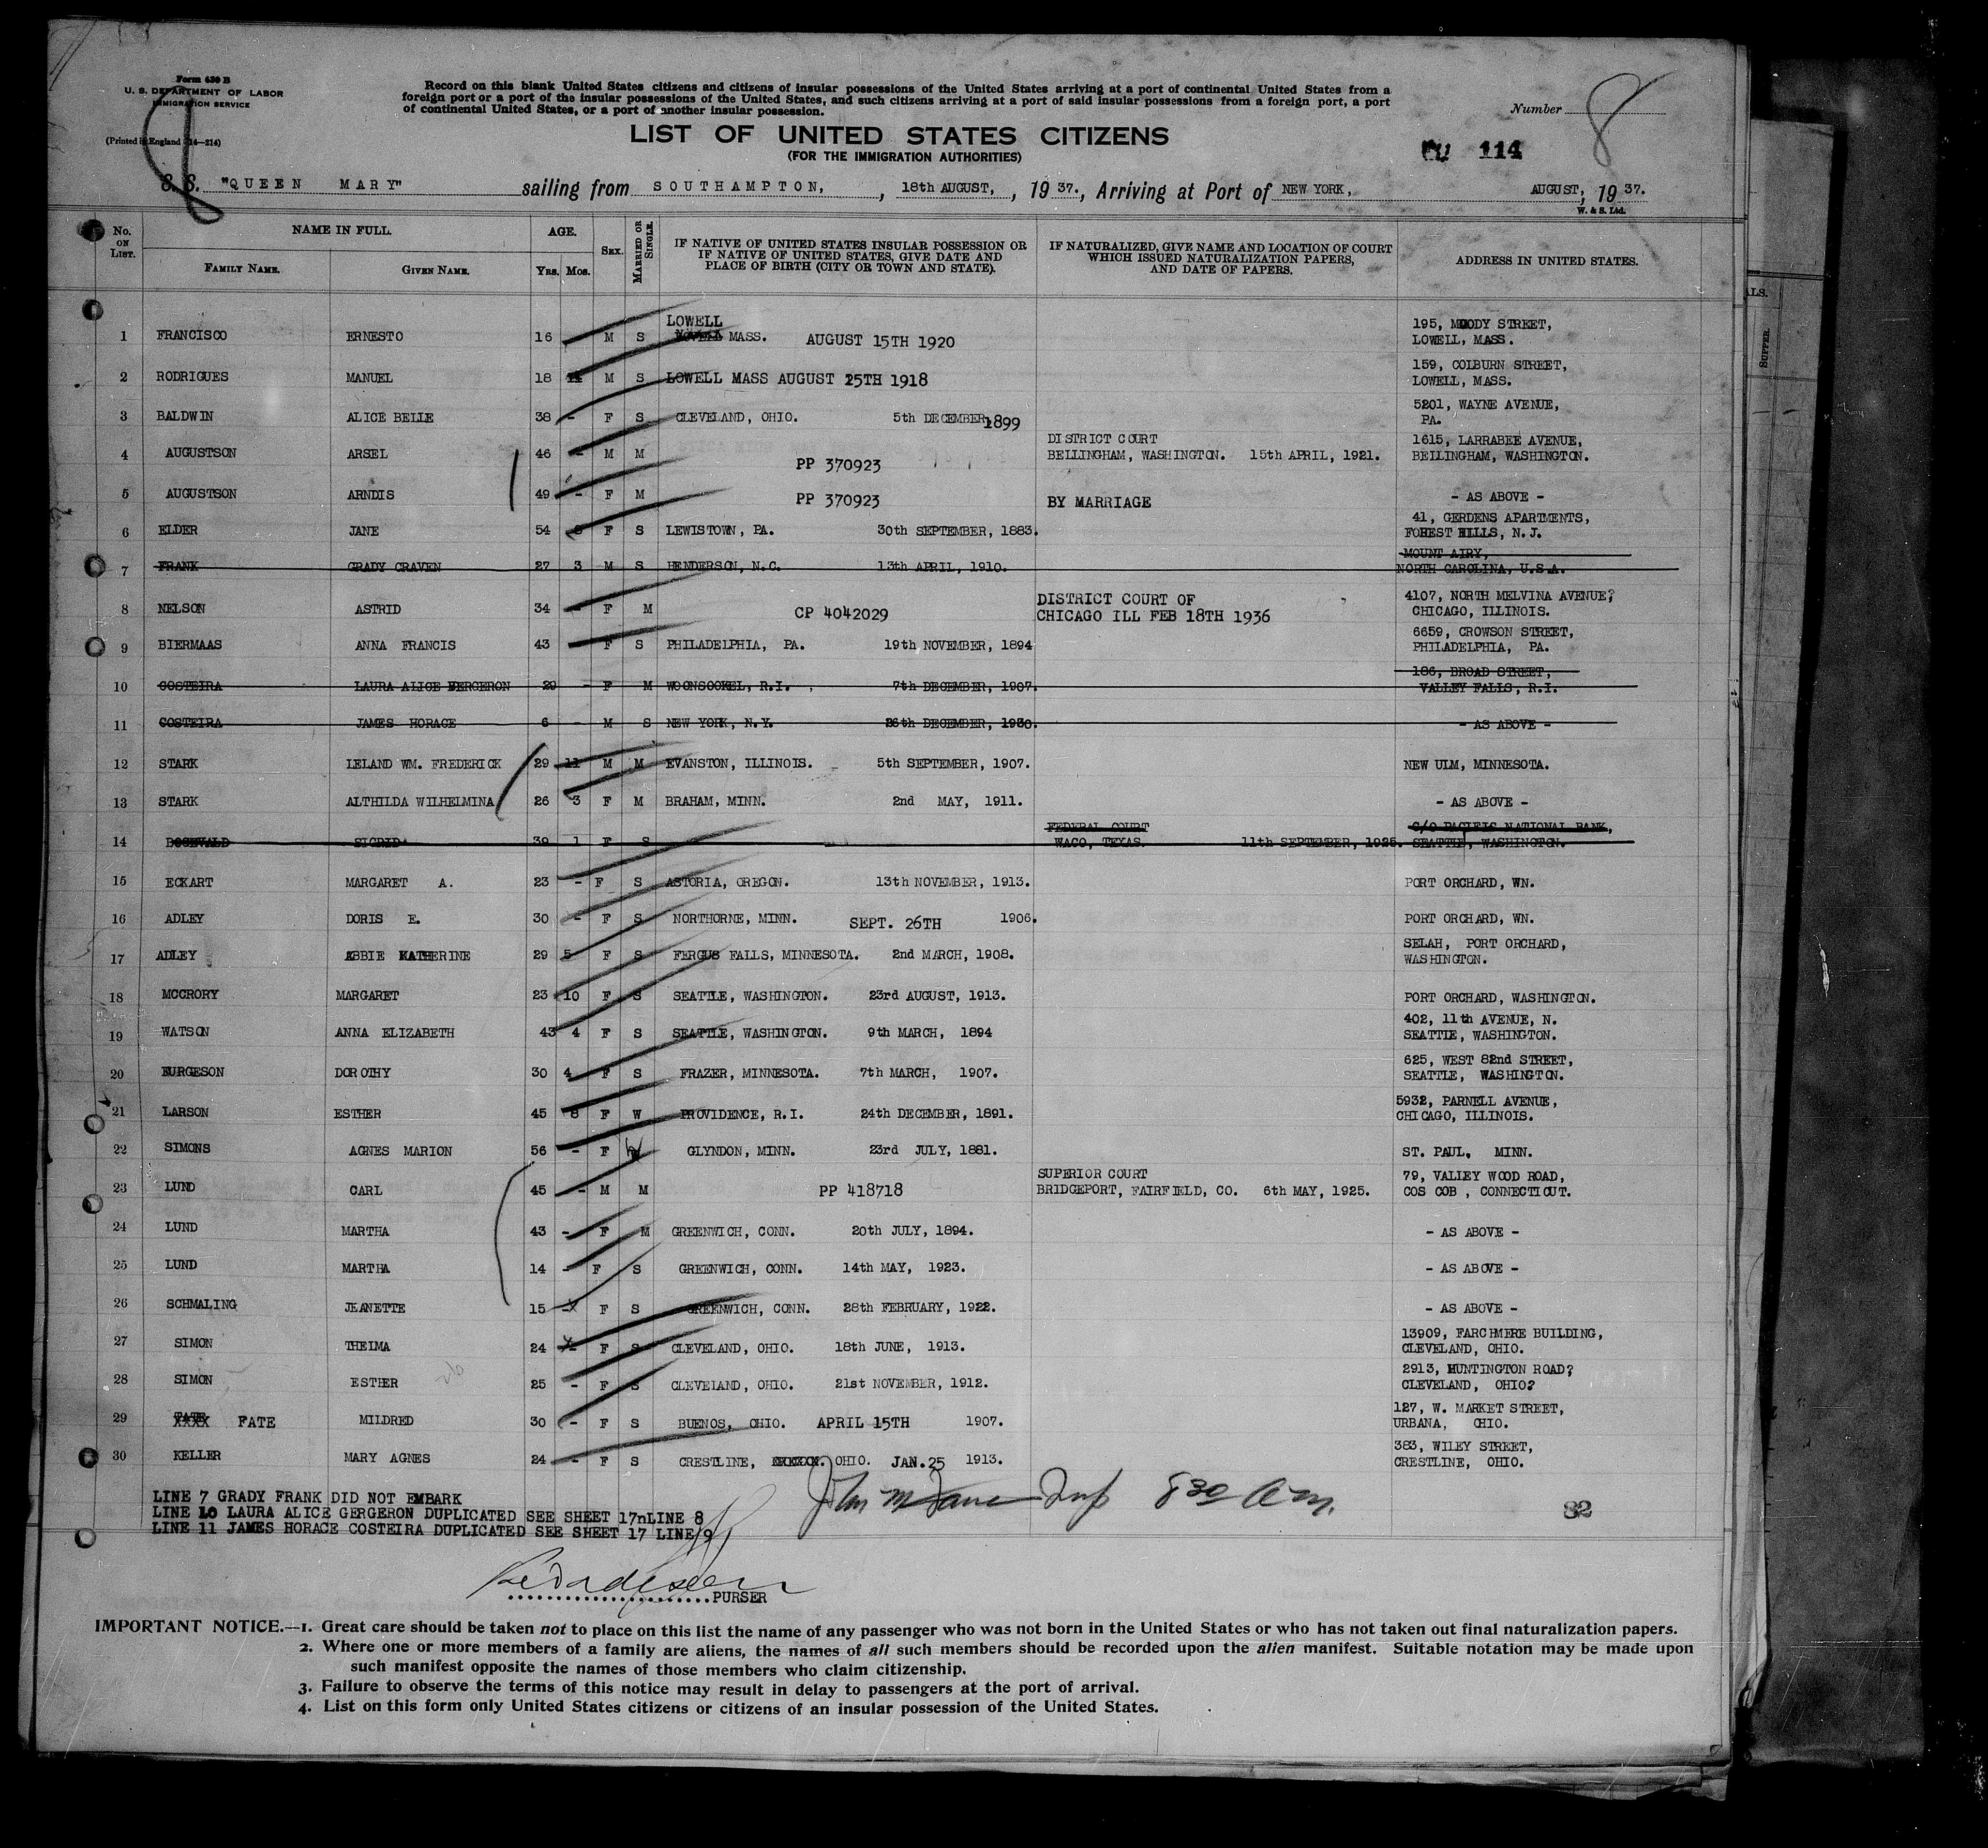 Form 630 B
U. S. DEPARTMENT OF LABOR
IMMIGRATION SERVICE
(Printed in England 214—214)
Record on this blank United States citizens and citizens of insular possessions of the United States arriving at a port of continental United States from a
foreign port or a port of the insular possessions of the United States, and such citizens arriving at a port of said insular possessions from a foreign port, a port
of continental United States, or a port of another insular possession.
Number 8
LIST OF UNITED STATES CITIZENS
(FOR THE IMMIGRATION AUTHORITIES)
114
S.S. "QUEEN MARY" sailing from SOUTHAMPTON, , 18th AUGUST, , 19 37. , Arriving at Port of NEW YORK, AUGUST, 19 37.
W. & S. Ltd.
No. ON LIST. NAME IN FULL. AGE. SEX. MARRIED OR SINGLE. IF NATIVE OF UNITED STATES INSULAR POSSESSION OR IF NATIVE OF UNITED STATES, GIVE DATE AND PLACE OF BIRTH (CITY OR TOWN AND STATE). IF NATURALIZED, GIVE NAME AND LOCATION OF COURT WHICH ISSUED NATURALIZATION PAPERS, AND DATE OF PAPERS. ADDRESS IN UNITED STATES.
FAMILY NAME. GIVEN NAME. Yrs. Mos.
LOWELL
1 FRANCISCO ERNESTO 16 M S MASS. AUGUST 15TH 1920 195, MOODY STREET, LOWELL, MASS.
2 RODRIGUES MANUEL 18 11 M S LOWELL MASS AUGUST 25TH 1918 159, COLBURN STREET, LOWELL, MASS.
3 BALDWIN ALICE BELLE 38 - F S CLEVELAND, OHIO. 5th DECEMBER, 1899 5201, WAYNE AVENUE, PA.
4 AUGUSTSON ARSEL 46 - M M PP 370923 DISTRICT COURT BELLINGHAM, WASHINGTON. 15th APRIL, 1921. 1615, LARRABEE AVENUE, BELLINGHAM, WASHINGTON.
5 AUGUSTSON ARNDIS 49 - F M PP 370923 BY MARRIAGE - AS ABOVE -
6 ELDER JANE 54 8 F S LEWISTOWN, PA. 30th SEPTEMBER, 1883. 41, GERDENS APARTMENTS, FOREST HILLS, N.J.
7 FRANK GRADY CRAVEN 27 3 M S HENDERSON, N.C. 13th APRIL, 1910. MOUNT AIRY, NORTH CAROLINA, U.S.A.
8 NELSON ASTRID 34 - F M CP 4042029 DISTRICT COURT OF CHICAGO ILL FEB 18TH 1936 4107, NORTH MELVINA AVENUE? CHICAGO, ILLINOIS.
9 BIERMAAS ANNA FRANCIS 43 F S PHILADELPHIA, PA. 19th NOVEMBER, 1894 6659, CROWSON STREET, PHILADELPHIA, PA.
10 COSTEIRA LAURA ALICE BERGERON 29 - F M WOONSOCKEL, R.I. , 7th DECEMBER, 1907. 186, BROAD STREET, VALLEY FALLS, R.I.
11 COSTEIRA JAMES HORACE 6 - M S NEW YORK, N.Y. 26th DECEMBER, 1930. - AS ABOVE -
12 STARK LELAND WM. FREDERICK 29 11 M M EVANSTON, ILLINOIS. 5th SEPTEMBER, 1907. NEW ULM, MINNESOTA.
13 STARK ALTHILDA WILHELMINA 26 3 F M BRAHAM, MINN. 2nd MAY, 1911. - AS ABOVE -
14 SIGRID 39 1 F S FEDERAL COURT WACO, TEXAS. 11th SEPTEMBER, 1925. C/O PACIFIC NATIONAL BANK, SEATTLE, WASHINGTON.
15 ECKART MARGARET A. 23 - F S ASTORIA, OREGON. 13th NOVEMBER, 1913. PORT ORCHARD, WN.
16 ADLEY DORIS E. 30 - F S NORTHORNE, MINN. SEPT. 26TH 1906. PORT ORCHARD, WN.
17 ADLEY ABBIE KATHERINE 29 5 F S FERGUS FALLS, MINNESOTA. 2nd MARCH, 1908. SELAH, PORT ORCHARD, WASHINGTON.
18 MCCRORY MARGARET 23 10 F S SEATTLE, WASHINGTON. 23rd AUGUST, 1913. PORT ORCHARD, WASHINGTON.
19 WATSON ANNA ELIZABETH 43 4 F S SEATTLE, WASHINGTON. 9th MARCH, 1894 402, 11th AVENUE, N. SEATTLE, WASHINGTON.
20 BURGESON DOROTHY 30 4 F S FRAZER, MINNESOTA. 7th MARCH, 1907. 625, WEST 82nd STREET, SEATTLE, WASHINGTON.
21 LARSON ESTHER 45 8 F W PROVIDENCE, R.I. 24th DECEMBER, 1891. 5932, PARNELL AVENUE, CHICAGO, ILLINOIS.
22 SIMONS AGNES MARION 56 - F W GLYNDON, MINN. 23rd JULY, 1881. ST. PAUL, MINN.
23 LUND CARL 45 - M M PP 418718 SUPERIOR COURT BRIDGEPORT, FAIRFIELD, CO. 6th MAY, 1925. 79, VALLEY WOOD ROAD, COS COB , CONNECTICUT.
24 LUND MARTHA 43 - F M GREENWICH, CONN. 20th JULY, 1894. - AS ABOVE -
25 LUND MARTHA 14 - F S GREENWICH, CONN. 14th MAY, 1923. - AS ABOVE -
26 SCHMALING JEANETTE 15 - F S GREENWICH, CONN. 28th FEBRUARY, 1922. - AS ABOVE -
27 SIMON THELMA 24 - F S CLEVELAND, OHIO. 18th JUNE, 1913. 13909, FARCHMERE BUILDING, CLEVELAND, OHIO.
28 SIMON ESTHER 25 - F S CLEVELAND, OHIO. 21st NOVEMBER, 1912. 2913, HUNTINGTON ROAD? CLEVELAND, OHIO?
29 TATE XXXX FATE MILDRED 30 - F S BUENOS, OHIO. APRIL 15TH 1907. 127, W. MARKET STREET, URBANA, OHIO.
30 KELLER MARY AGNES 24 - F S CRESTLINE, OHIO. JAN.25 1913. 383, WILEY STREET, CRESTLINE, OHIO.
LINE 7 GRADY FRANK DID NOT EMBARK
LINE 10 LAURA ALICE GERGERON DUPLICATED SEE SHEET 17nLINE 8
LINE 11 JAMES HORACE COSTEIRA DUPLICATED SEE SHEET 17 LINE 9
John M Insp 8 30 A m.
82
PURSER
IMPORTANT NOTICE.—1. Great care should be taken not to place on this list the name of any passenger who was not born in the United States or who has not taken out final naturalization papers.
2. Where one or more members of a family are aliens, the names of all such members should be recorded upon the alien manifest. Suitable notation may be made upon
such manifest opposite the names of those members who claim citizenship.
3. Failure to observe the terms of this notice may result in delay to passengers at the port of arrival.
4. List on this form only United States citizens or citizens of an insular possession of the United States.
ALS.
SUPPER.